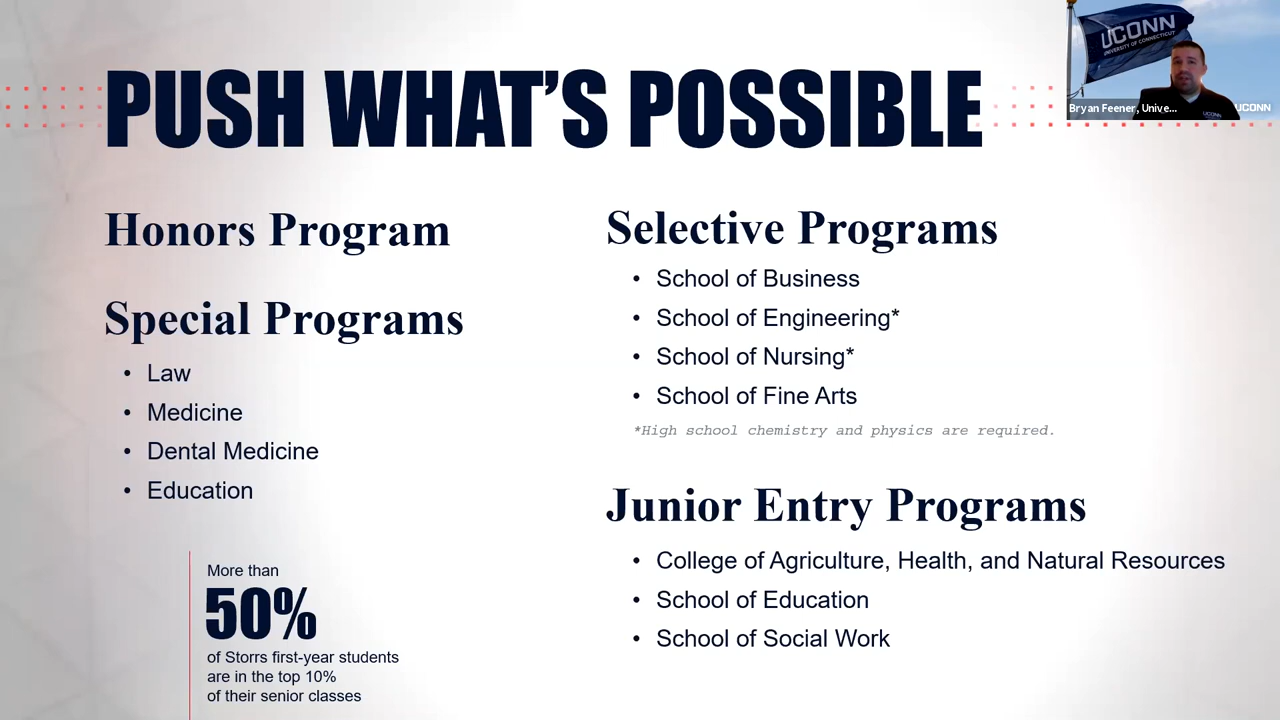 PUSH WHAT'S POSSIBLE
UCONN
UNIVERSITY OF CONNECTICUT
Bryan Feener, Unive...
UCONN
UCONN
Honors Program
Special Programs
• Law
• Medicine
• Dental Medicine
• Education
More than
50%
of Storrs first-year students
are in the top 10%
of their senior classes
Selective Programs
• School of Business
• School of Engineering*
• School of Nursing*
• School of Fine Arts
*High school chemistry and physics are required.
Junior Entry Programs
• College of Agriculture, Health, and Natural Resources
• School of Education
• School of Social Work